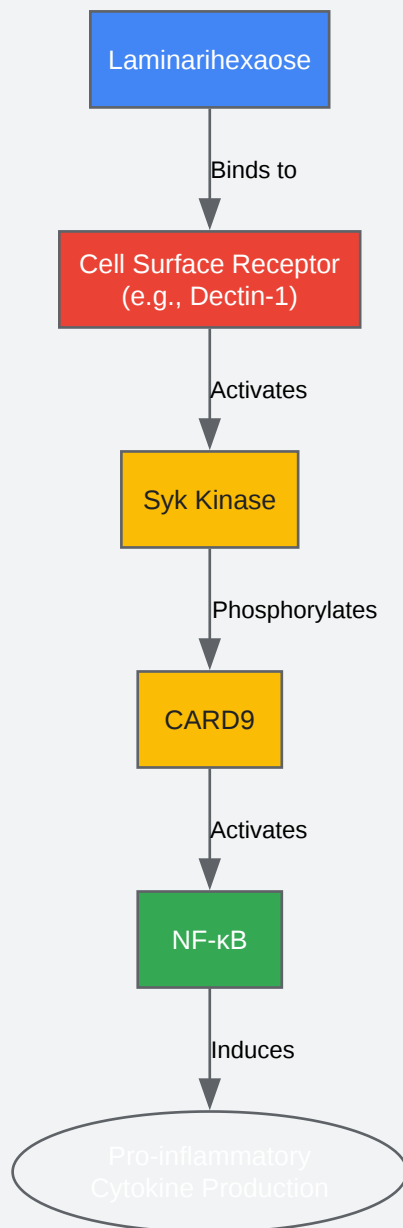 Laminarihexaose
Binds to
Cell Surface Receptor
(e.g., Dectin-1)
Activates
Syk Kinase
Phosphorylates
CARD9
Activates
NF-κB
Induces
Pro-inflammatory
Cytokine Production